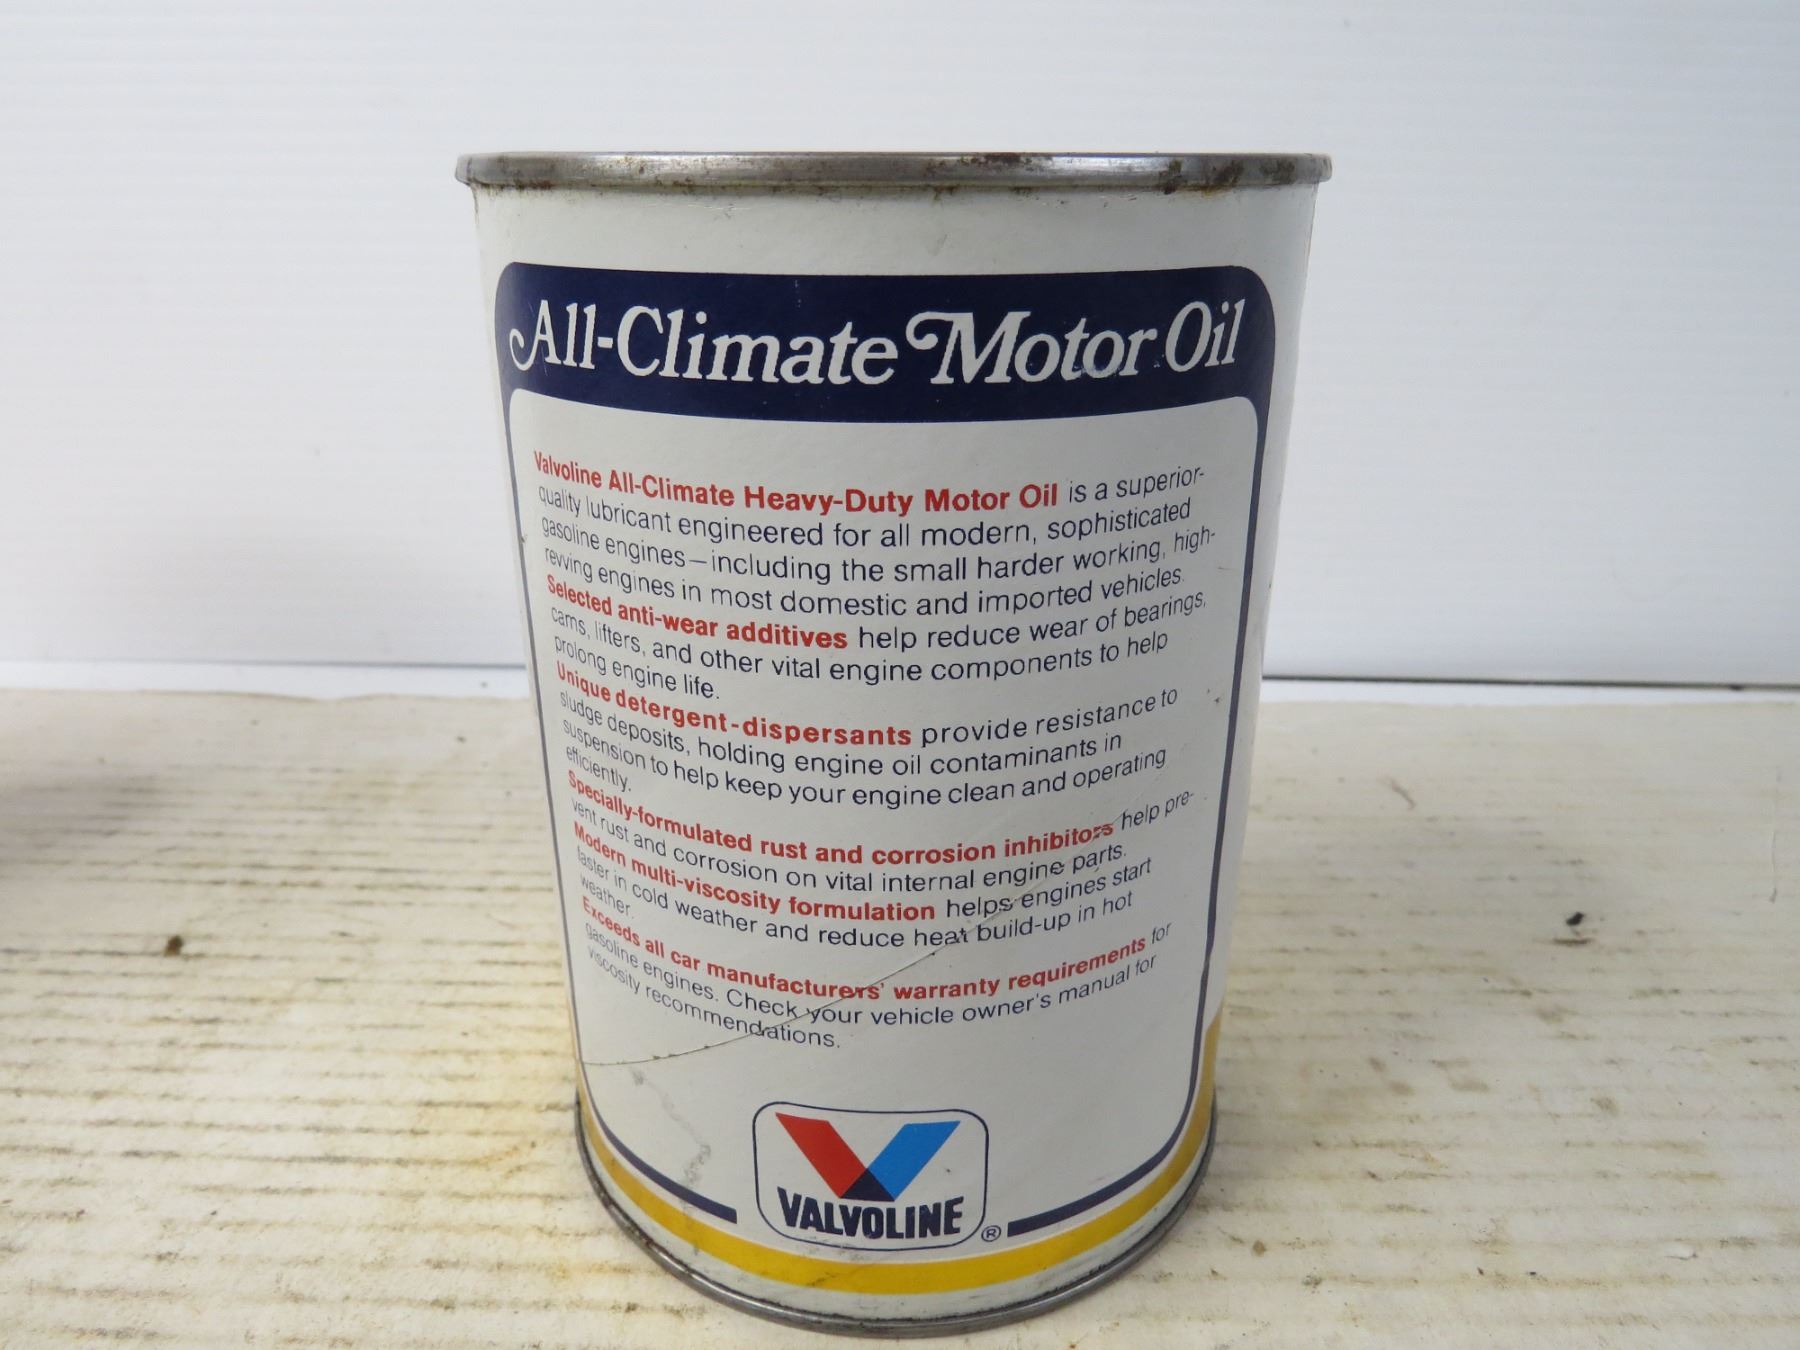 All-Climate Motor Oil
Valvoline All-Climate Heavy-Duty Motor Oil is a superior-
quality lubricant engineered for all modern, sophisticated
gasoline engines—including the small harder working, high-
revving engines in most domestic and imported vehicles.
Selected anti-wear additives help reduce wear of bearings,
cams, lifters, and other vital engine components to help
prolong engine life.
Unique detergent-dispersants provide resistance to
sludge deposits, holding engine oil contaminants in
suspension to help keep your engine clean and operating
efficiently.
Specially-formulated rust and corrosion inhibitors help pre-
vent rust and corrosion on vital internal engine parts.
Modern multi-viscosity formulation helps engines start
faster in cold weather and reduce heat build-up in hot
weather.
Exceeds all car manufacturers' warranty requirements for
gasoline engines. Check your vehicle owner's manual for
viscosity recommendations.
VALVOLINE ®